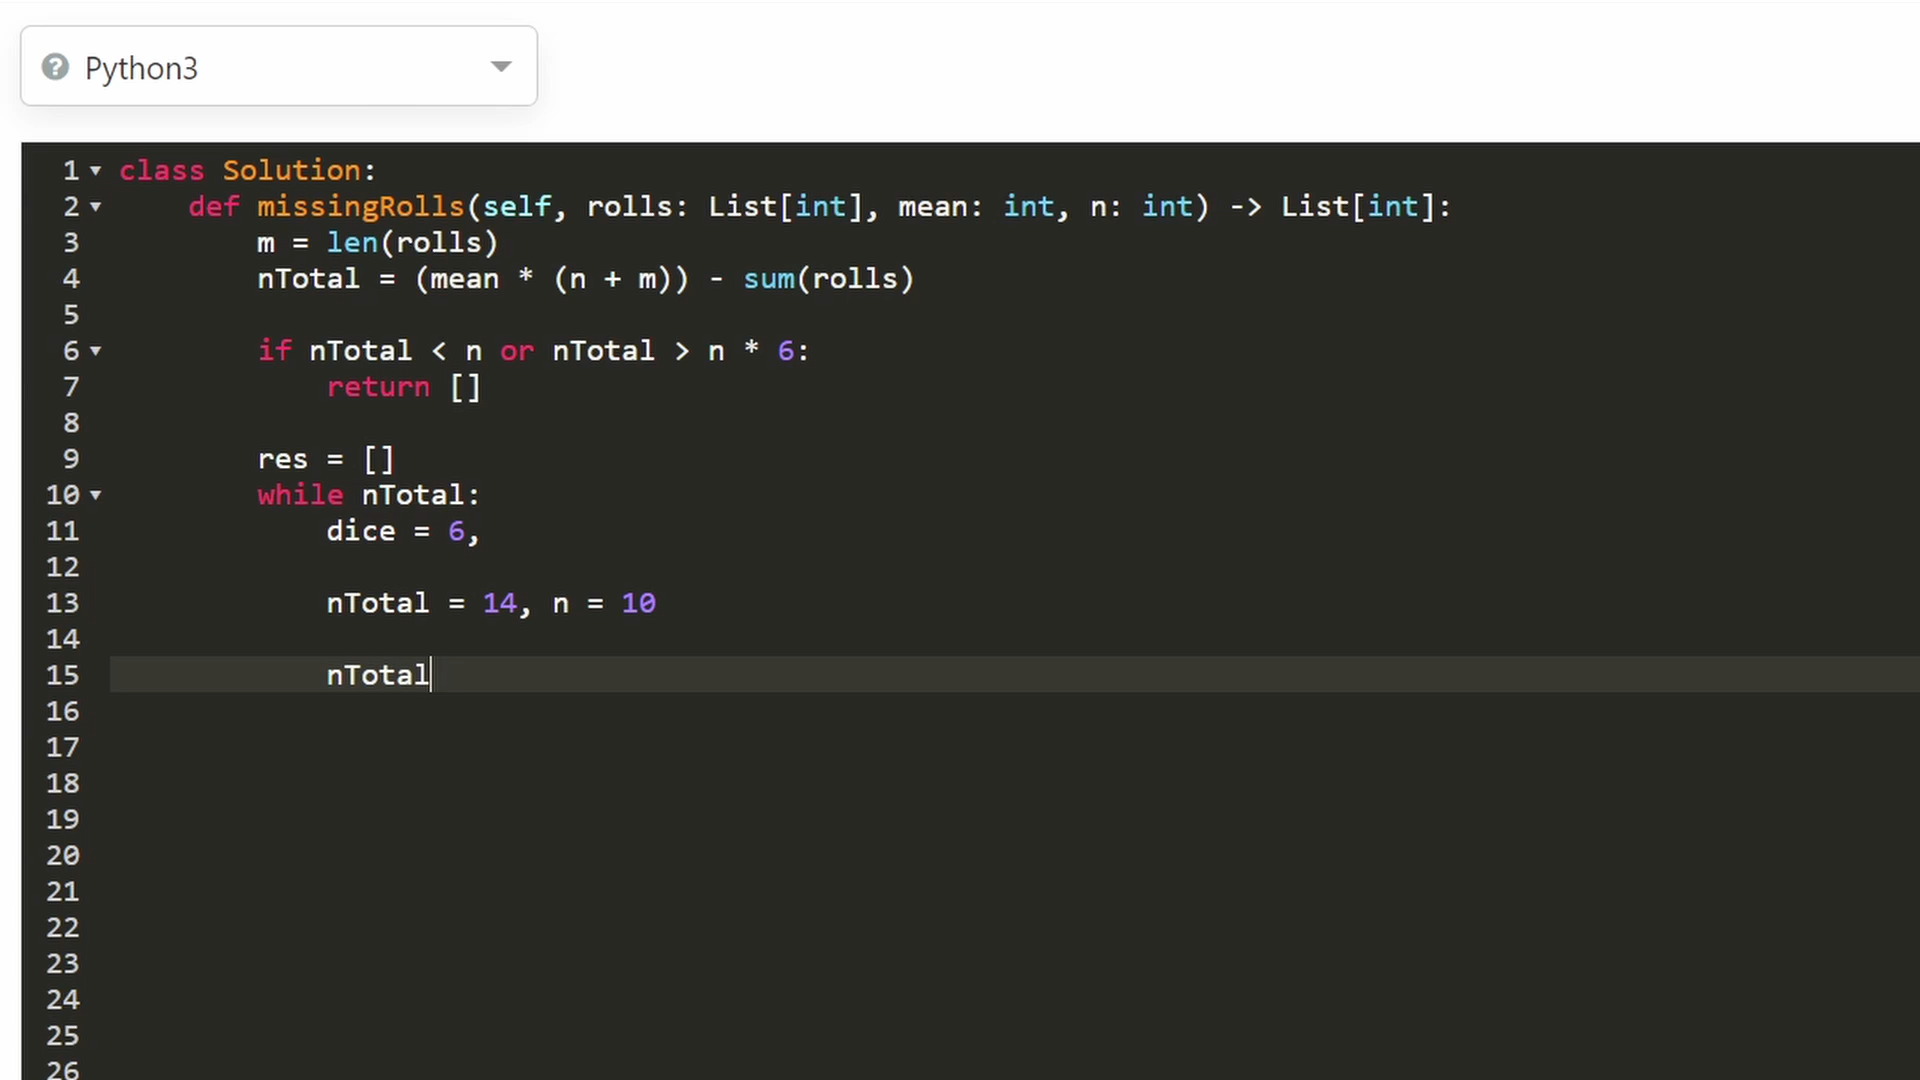 Python3
1 class Solution:
2     def missingRolls(self, rolls: List[int], mean: int, n: int) -> List[int]:
3         m = len(rolls)
4         nTotal = (mean * (n + m)) - sum(rolls)
5
6         if nTotal < n or nTotal > n * 6:
7             return []
8
9         res = []
10         while nTotal:
11             dice = 6,
12
13             nTotal = 14, n = 10
14
15             nTotal
16
17
18
19
20
21
22
23
24
25
26